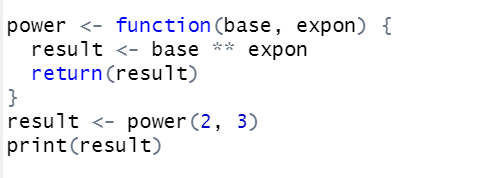 power <- function(base, expon) {
  result <- base ** expon
  return(result)
}
result <- power(2, 3)
print(result)